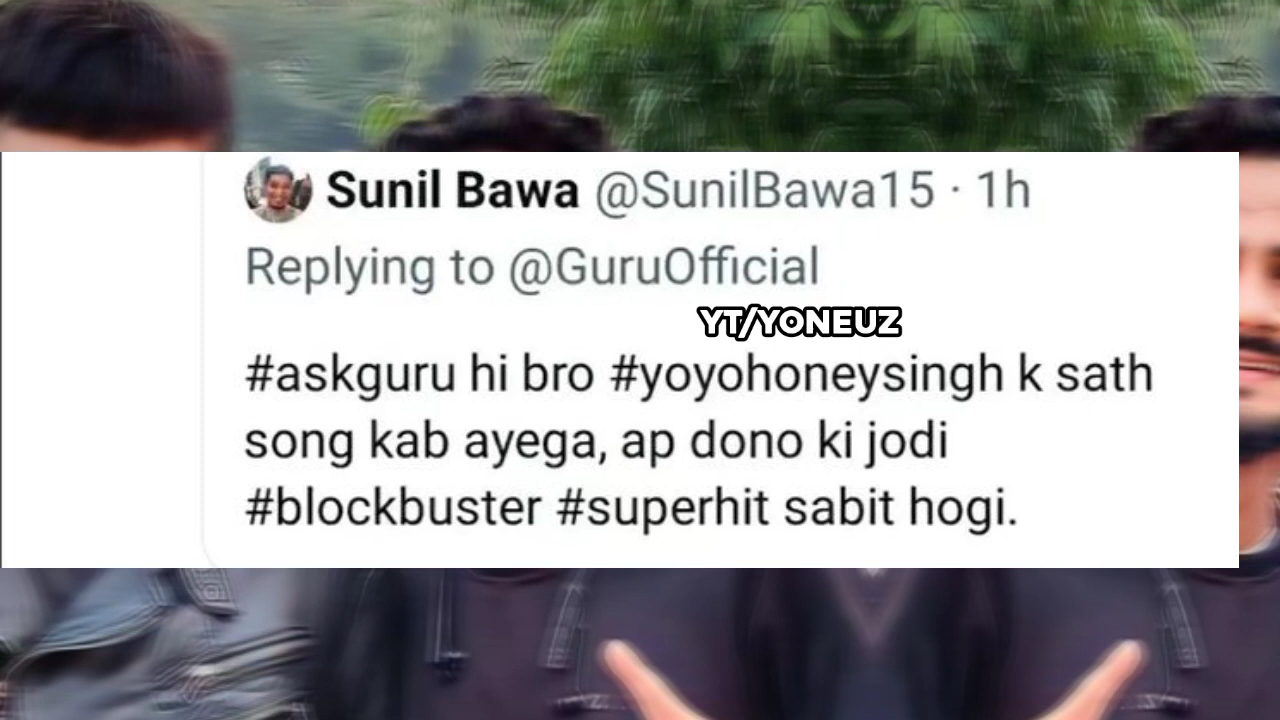 Sunil Bawa @SunilBawa15 · 1h
Replying to @GuruOfficial
YT/YONEUZ
#askguru hi bro #yoyohoneysingh k sath
song kab ayega, ap dono ki jodi
#blockbuster #superhit sabit hogi.